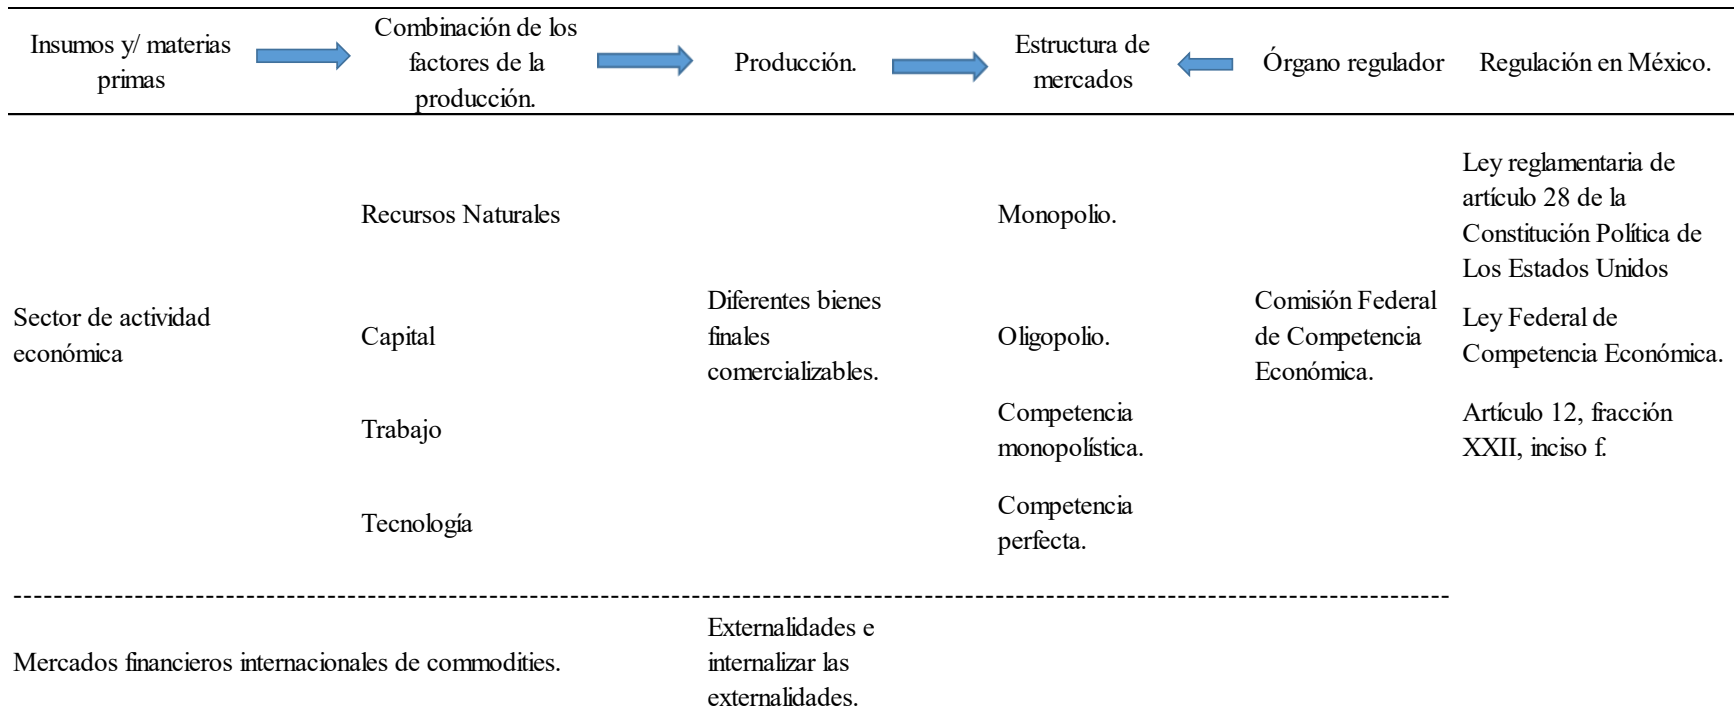 Insumos y/ materias
primas
Combinación de los
factores de la
producción.
Producción.
Estructura de
mercados
Órgano regulador
Regulación en México.
Sector de actividad
económica
Recursos Naturales
Capital
Trabajo
Tecnología
Diferentes bienes
finales
comercializables.
Monopolio.
Oligopolio.
Competencia
monopolística.
Competencia
perfecta.
Comisión Federal
de Competencia
Económica.
Ley reglamentaria de
artículo 28 de la
Constitución Política de
Los Estados Unidos
Ley Federal de
Competencia Económica.
Artículo 12, fracción
XXII, inciso f.
Mercados financieros internacionales de commodities.
Externalidades e
internalizar las
externalidades.